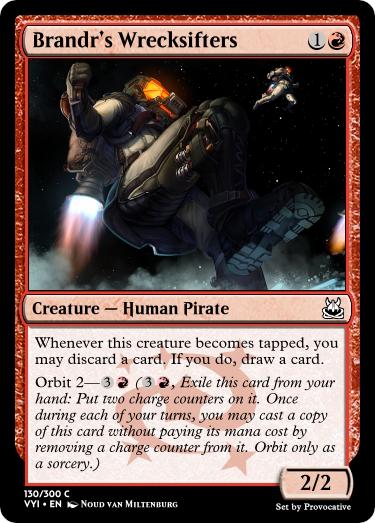 Brandr's Wrecksifters 1
Creature — Human Pirate
Whenever this creature becomes tapped, you
may discard a card. If you do, draw a card.
Orbit 2—3 (3, Exile this card from your
hand: Put two charge counters on it. Once
during each of your turns, you may cast a copy
of this card without paying its mana cost by
removing a charge counter from it. Orbit only as
a sorcery.)
2/2
130/300 C
VYI • EN Noud van Miltenburg
Set by Provocative